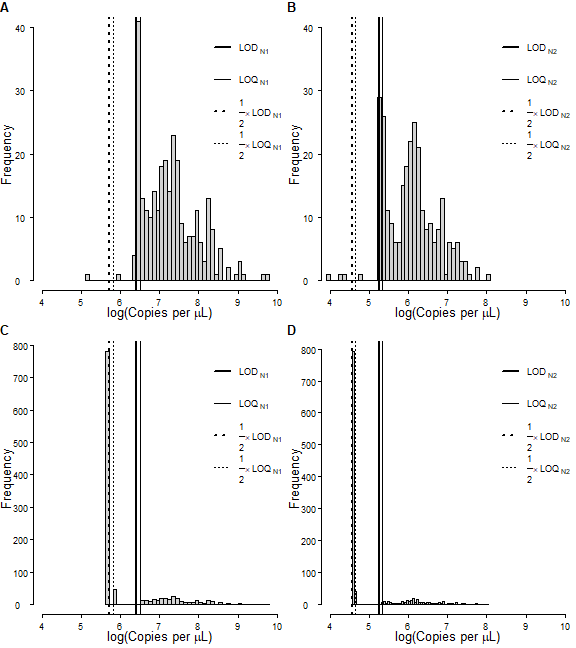 A
Frequency
0
10
20
30
40
4
5
6
7
8
9
10
log(Copies per μL)
LOD N1
LOQ N1
1
—×LOD N1
2
1
—×LOQ N1
2
B
Frequency
0
10
20
30
40
4
5
6
7
8
9
10
log(Copies per μL)
LOD N2
LOQ N2
1
—×LOD N2
2
1
—×LOQ N2
2
C
Frequency
0
100
200
300
400
500
600
700
800
4
5
6
7
8
9
10
log(Copies per μL)
LOD N1
LOQ N1
1
—×LOD N1
2
1
—×LOQ N1
2
D
Frequency
0
100
200
300
400
500
600
700
800
4
5
6
7
8
9
10
log(Copies per μL)
LOD N2
LOQ N2
1
—×LOD N2
2
1
—×LOQ N2
2